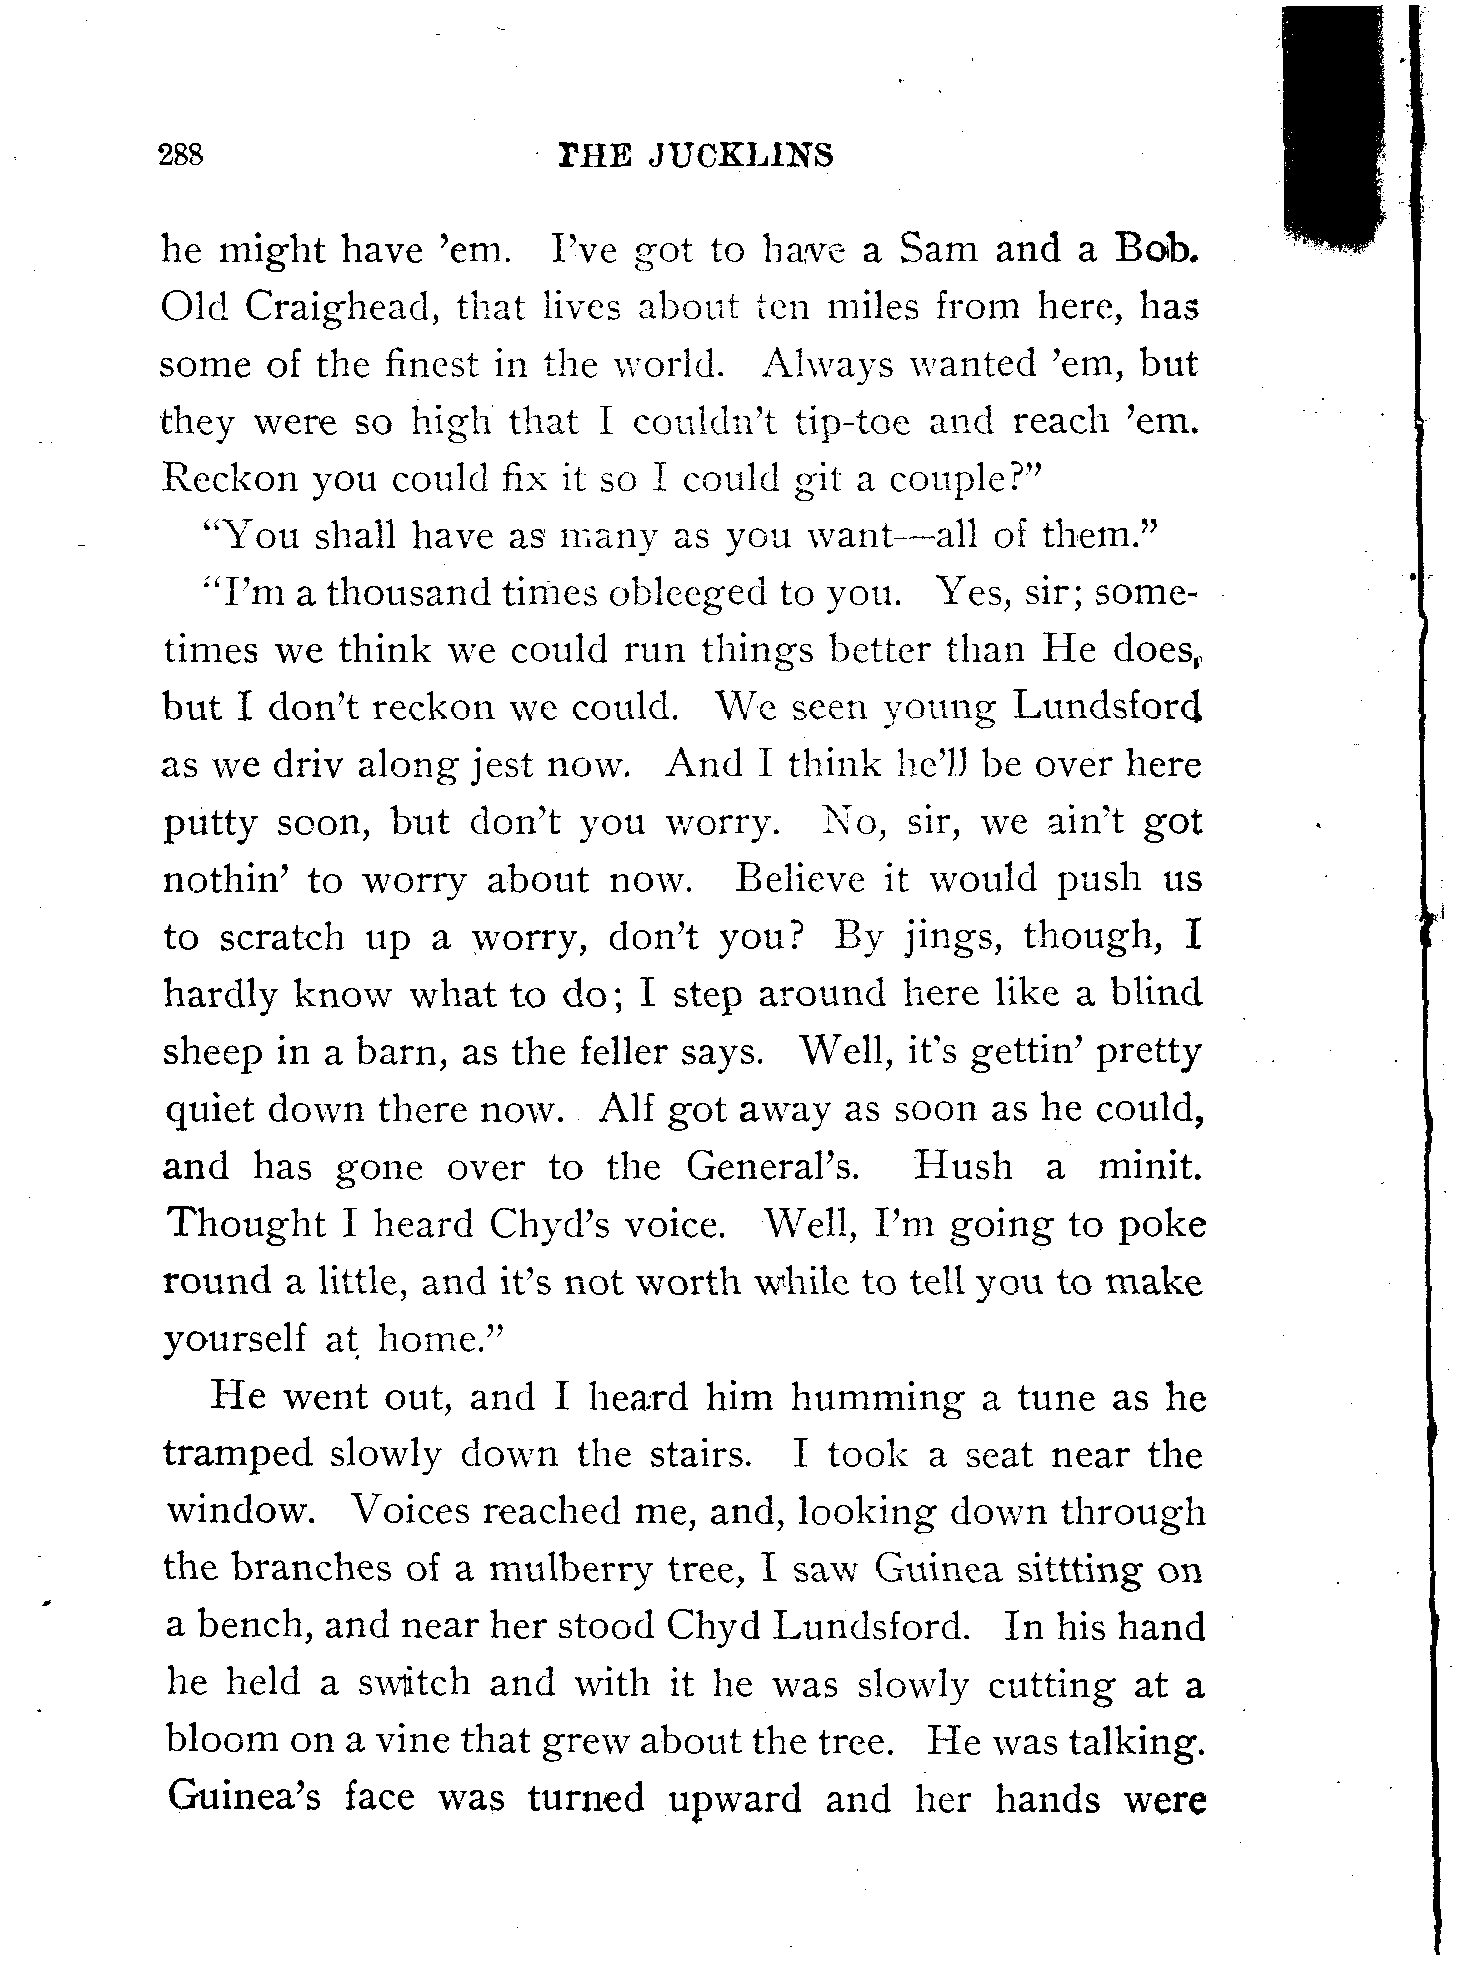 288 THE JUCKLINS
he might have ’em. I’ve got to have a Sam and a Bob.
Old Craighead, that lives about ten miles from here, has
some of the finest in the world. Always wanted ’em, but
they were so high that I couldn’t tip-toe and reach ’em.
Reckon you could fix it so I could git a couple?”
“You shall have as many as you want—all of them.”
“I’m a thousand times obleeged to you. Yes, sir; some-
times we think we could run things better than He does,
but I don’t reckon we could. We seen young Lundsford
as we driv along jest now. And I think he’ll be over here
putty soon, but don’t you worry. No, sir, we ain’t got
nothin’ to worry about now. Believe it would push us
to scratch up a worry, don’t you? By jings, though, I
hardly know what to do; I step around here like a blind
sheep in a barn, as the feller says. Well, it’s gettin’ pretty
quiet down there now. Alf got away as soon as he could,
and has gone over to the General’s. Hush a minit.
Thought I heard Chyd’s voice. Well, I’m going to poke
round a little, and it’s not worth while to tell you to make
yourself at home.”
He went out, and I heard him humming a tune as he
tramped slowly down the stairs. I took a seat near the
window. Voices reached me, and, looking down through
the branches of a mulberry tree, I saw Guinea sittting on
a bench, and near her stood Chyd Lundsford. In his hand
he held a switch and with it he was slowly cutting at a
bloom on a vine that grew about the tree. He was talking.
Guinea’s face was turned upward and her hands were